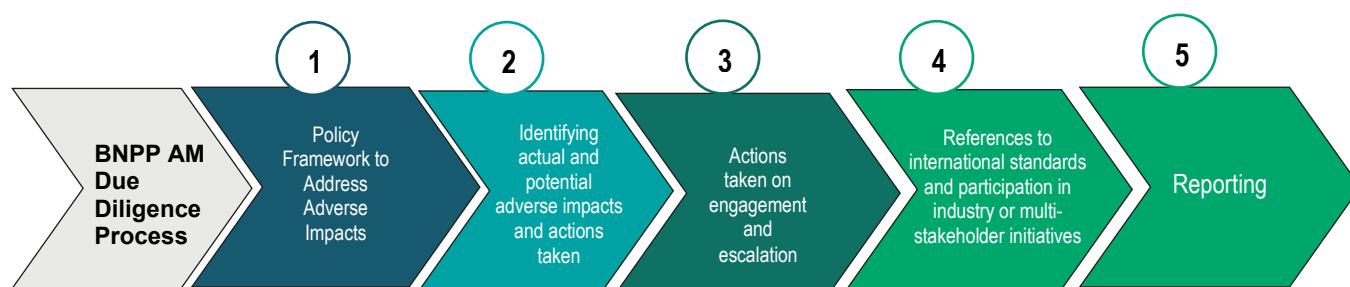 BNPP AM
Due
Diligence
Process
1
Policy
Framework to
Address
Adverse
Impacts
2
Identifying
actual and
potential
adverse impacts
and actions
taken
3
Actions
taken on
engagement
and
escalation
4
References to
international standards
and participation in
industry or multi-
stakeholder initiatives
5
Reporting